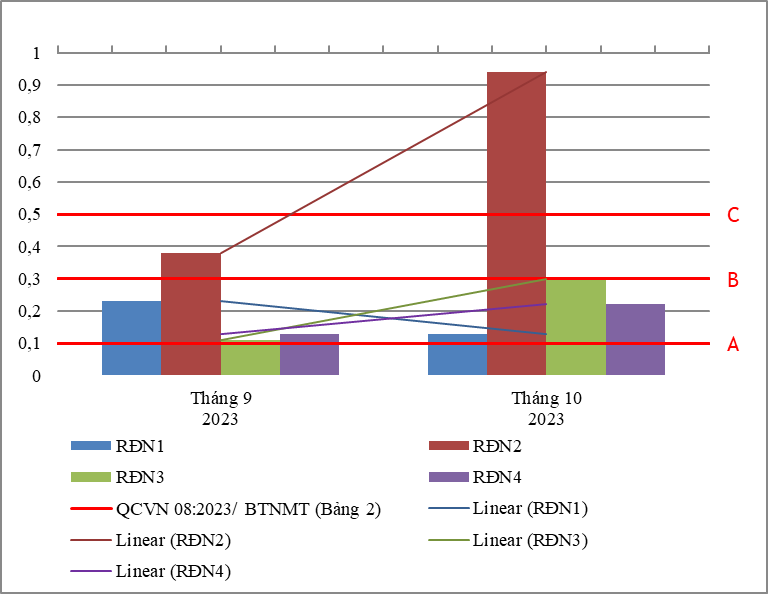 1
0,9
0,8
0,7
0,6
0,5
C
0,4
0,3
B
0,2
0,1
A
0
Tháng 9
2023
Tháng 10
2023
RĐN1
RĐN2
RĐN3
RĐN4
QCVN 08:2023/ BTNMT (Bảng 2)
Linear (RĐN1)
Linear (RĐN2)
Linear (RĐN3)
Linear (RĐN4)